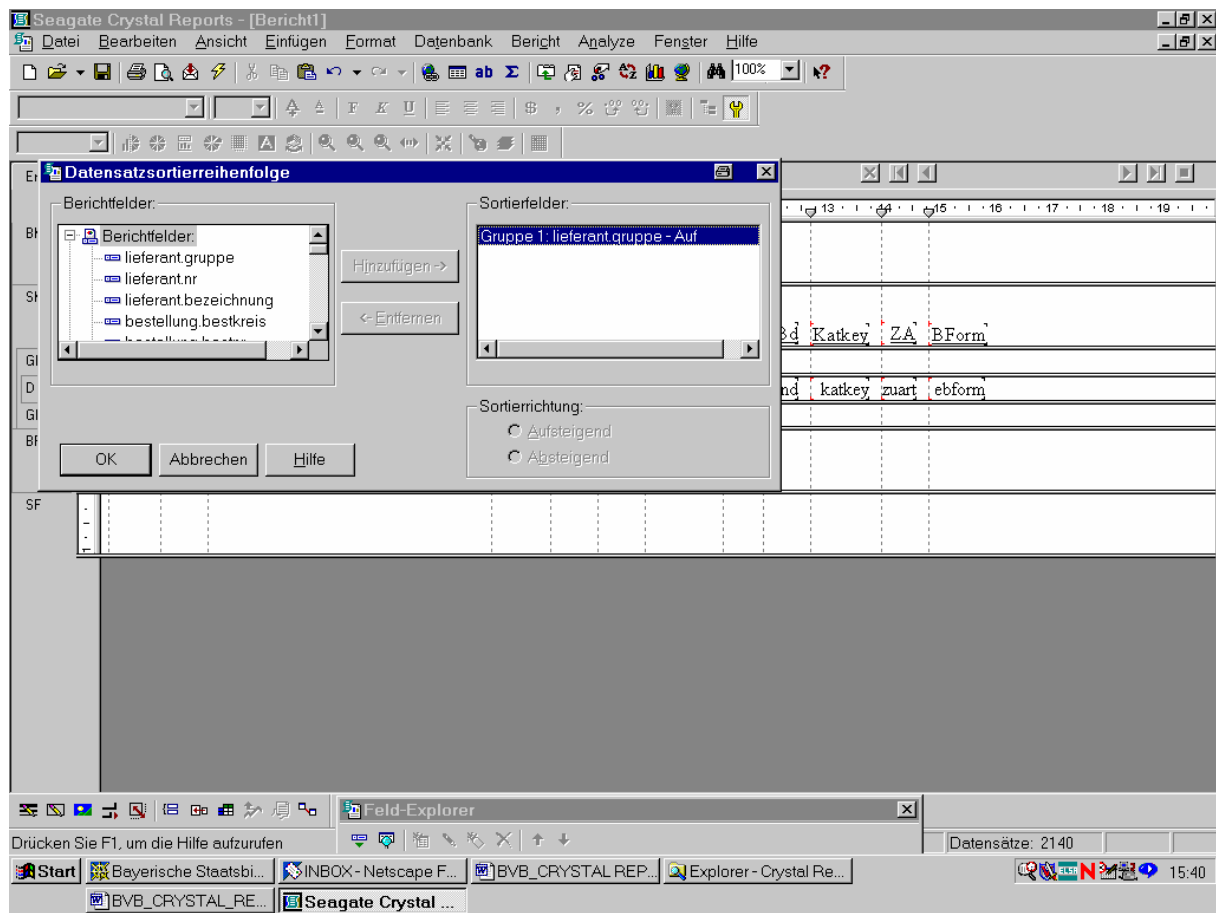 Seagate Crystal Reports - [Bericht1]
Datei Bearbeiten Ansicht Einfügen Format Datenbank Bericht Analyze Fenster Hilfe
ab Σ 100%
F K U $ , %
A
Datensatzsortierreihenfolge
13 14 15 16 17 18 19
Berichtfelder:
Sortierfelder:
Berichtfelder:
Gruppe 1: lieferant.gruppe - Auf
lieferant.gruppe
Hinzufügen ->
lieferant.nr
lieferant.bezeichnung
<- Entfernen
bestellung.bestkreis
Katkey ZA BForm
D
katkey zuart ebform
Sortierrichtung:
Aufsteigend
OK Abbrechen Hilfe
Absteigend
SF
Feld-Explorer
Drücken Sie F1, um die Hilfe aufzurufen
Datensätze: 2140
Start Bayerische Staatsbi... INBOX - Netscape F... BVB_CRYSTAL REP... Explorer - Crystal Re... 15:40
BVB_CRYSTAL_RE... Seagate Crystal ...